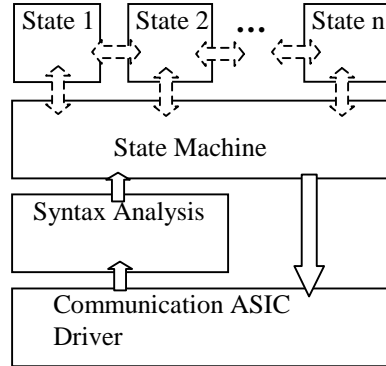 State 1
State 2
...
State n
State Machine
Syntax Analysis
Communication ASIC
Driver